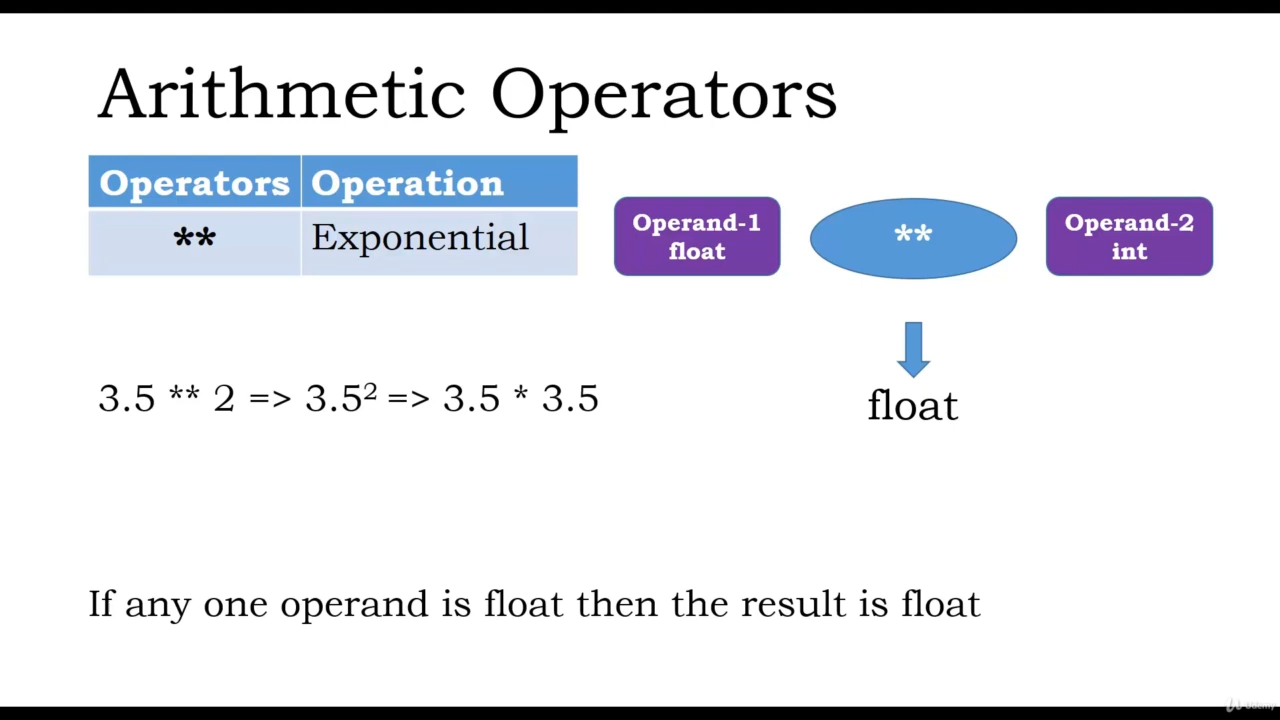 Arithmetic Operators
Operators Operation
** Exponential
Operand-1
float
**
Operand-2
int
3.5 ** 2 => 3.5² => 3.5 * 3.5
float
If any one operand is float then the result is float
Udemy